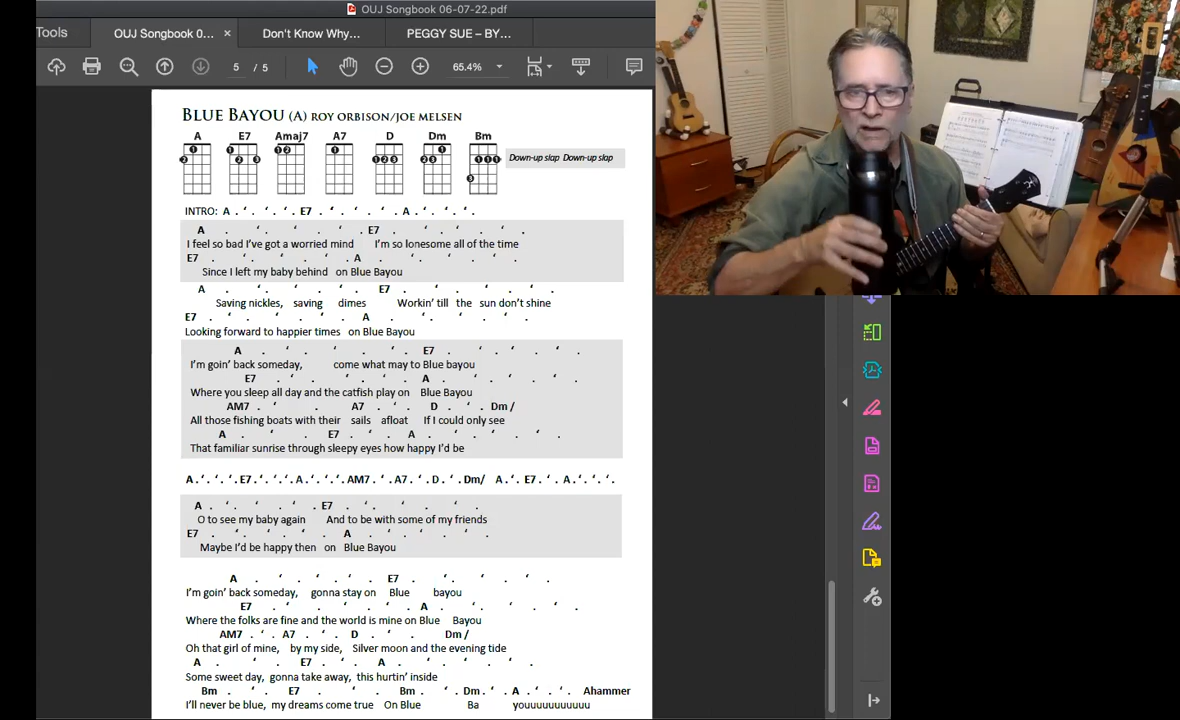 OUJ Songbook 06-07-22.pdf
Tools
OUJ Songbook 0... ×
Don't Know Why...
PEGGY SUE – BY...
5 / 5
65.4%
BLUE BAYOU (A) ROY ORBISON/JOE MELSEN
A E7 Amaj7 A7 D Dm Bm
Down-up slap Down-up slap
INTRO: A . ‘ . ‘ . E7 . ‘ . ‘ . ‘ . A . ‘ . ‘ . ‘ .
A . ‘ . ‘ . E7 . ‘ . ‘ . ‘ .
I feel so bad I’ve got a worried mind I’m so lonesome all of the time
E7 . ‘ . ‘ . ‘ . A . ‘ . ‘ . ‘ .
Since I left my baby behind on Blue Bayou
A . ‘ . ‘ . ‘ . E7 . ‘ . ‘ . ‘ .
Saving nickles, saving dimes Workin’ till the sun don’t shine
E7 . ‘ . ‘ . ‘ . A . ‘ . ‘ . ‘ .
Looking forward to happier times on Blue Bayou
A . ‘ . ‘ . ‘ . E7 . ‘ . ‘ . ‘ .
I’m goin’ back someday, come what may to Blue bayou
E7 . ‘ . ‘ . ‘ . A . ‘ . ‘ . ‘ .
Where you sleep all day and the catfish play on Blue Bayou
AM7 . ‘ . A7 . ‘ . D . ‘ . Dm /
All those fishing boats with their sails afloat If I could only see
A . ‘ . E7 . ‘ . A . ‘ . ‘ . ‘ .
That familiar sunrise through sleepy eyes how happy I’d be
A . ‘ . ‘ . ‘ . E7 . ‘ . ‘ . ‘ . A . ‘ . ‘ . ‘ . AM7 . ‘ . A7 . ‘ . D . ‘ . Dm/ A . ‘ . E7 . ‘ . A . ‘ . ‘ . ‘ .
A . ‘ . ‘ . ‘ . E7 . ‘ . ‘ . ‘ .
O to see my baby again And to be with some of my friends
E7 . ‘ . ‘ . ‘ . A . ‘ . ‘ . ‘ .
Maybe I’d be happy then on Blue Bayou
A . ‘ . ‘ . ‘ . E7 ‘ . ‘ . ‘ .
I’m goin’ back someday, gonna stay on Blue bayou
E7 . ‘ . ‘ . ‘ . A . ‘ . ‘ . ‘ .
Where the folks are fine and the world is mine on Blue Bayou
AM7 . ‘ . A7 . ‘ . D . ‘ . Dm /
Oh that girl of mine, by my side, Silver moon and the evening tide
A . ‘ . E7 . ‘ . A . ‘ . ‘ . ‘ .
Some sweet day, gonna take away, this hurtin’ inside
Bm . ‘ . E7 . ‘ . Bm . ‘ . Dm . ‘ . A . ‘ . ‘ . Ahammer
I’ll never be blue, my dreams come true On Blue Ba youuuuuuuuuuu